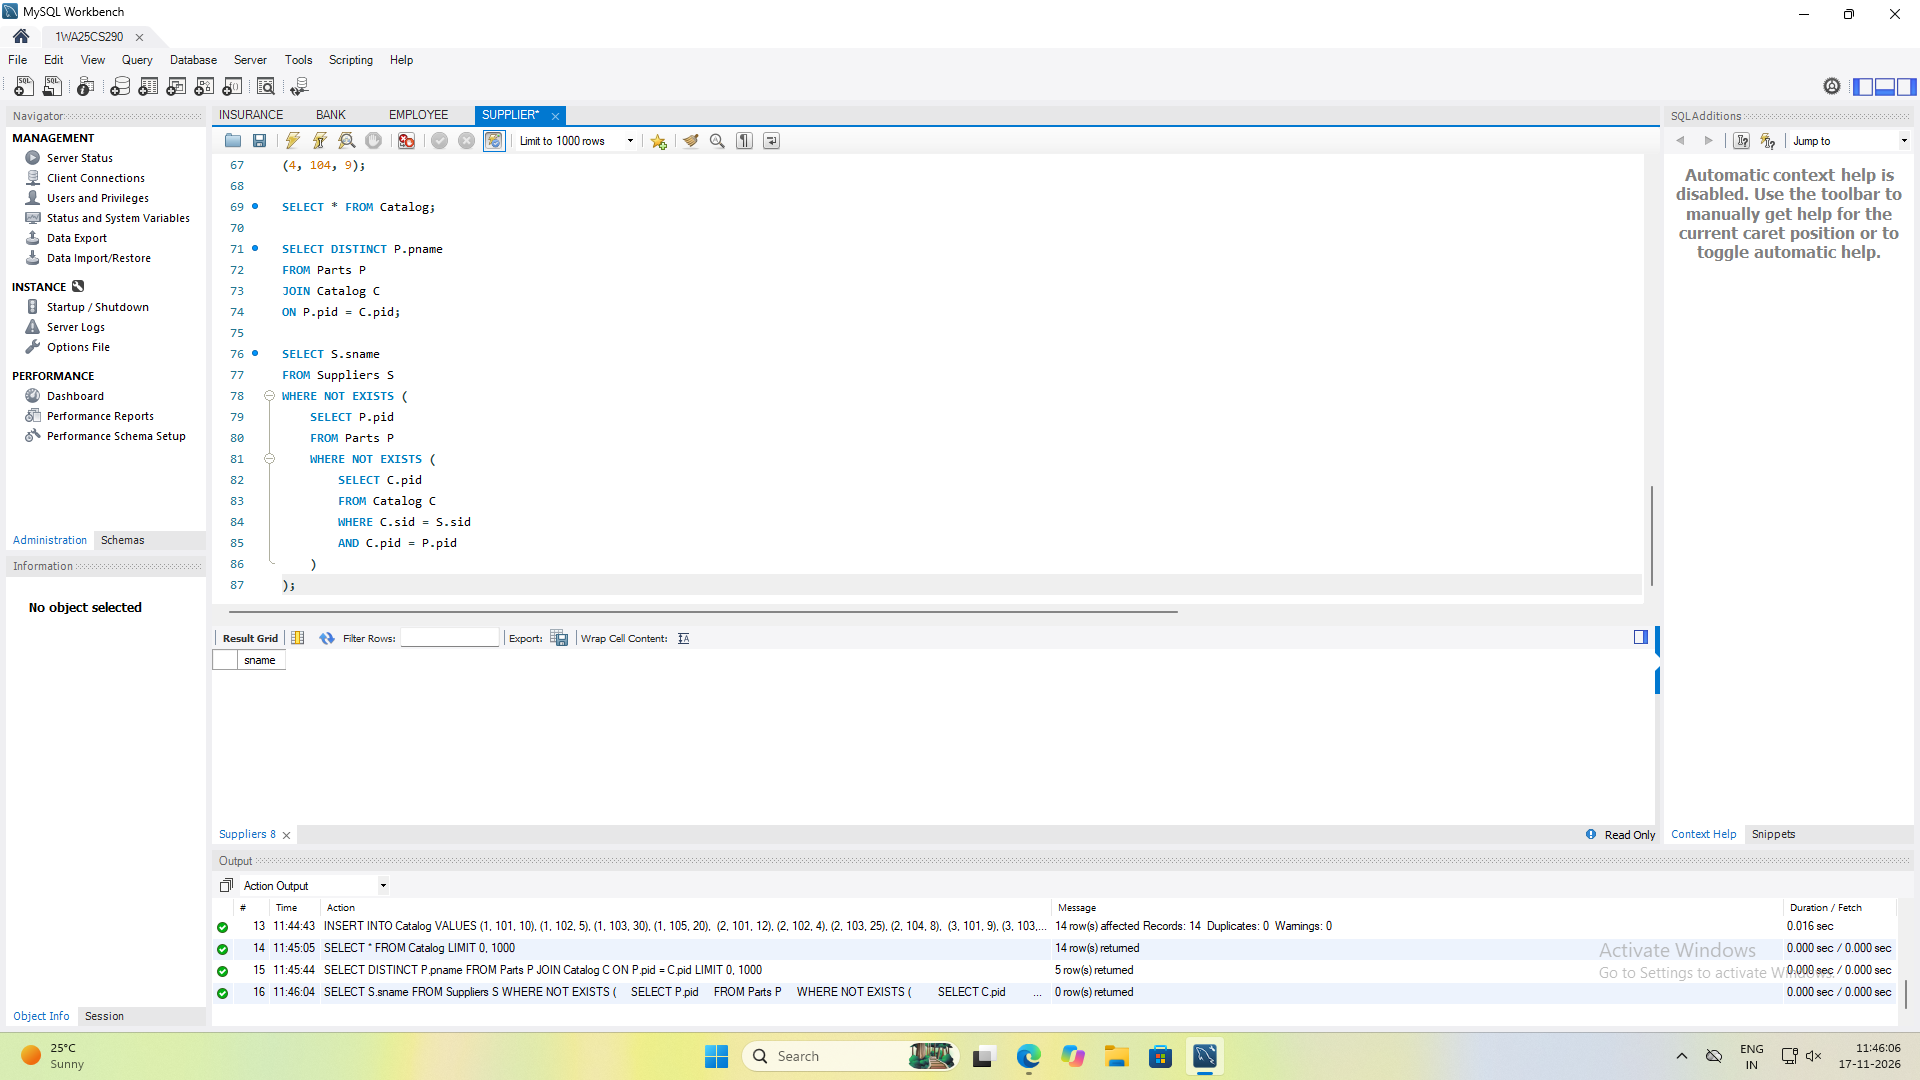 MySQL Workbench
1WA25CS290
File Edit View Query Database Server Tools Scripting Help
Navigator
MANAGEMENT
Server Status
Client Connections
Users and Privileges
Status and System Variables
Data Export
Data Import/Restore
INSTANCE
Startup / Shutdown
Server Logs
Options File
PERFORMANCE
Dashboard
Performance Reports
Performance Schema Setup
Administration Schemas
Information
No object selected
Object Info Session
INSURANCE BANK EMPLOYEE SUPPLIER*
Limit to 1000 rows
67 (4, 104, 9);
68
69 SELECT * FROM Catalog;
70
71 SELECT DISTINCT P.pname
72 FROM Parts P
73 JOIN Catalog C
74 ON P.pid = C.pid;
75
76 SELECT S.sname
77 FROM Suppliers S
78 WHERE NOT EXISTS (
79 SELECT P.pid
80 FROM Parts P
81 WHERE NOT EXISTS (
82 SELECT C.pid
83 FROM Catalog C
84 WHERE C.sid = S.sid
85 AND C.pid = P.pid
86 )
87 );
Result Grid Filter Rows: Export: Wrap Cell Content:
sname
Suppliers 8
Read Only
SQLAdditions
Jump to
Automatic context help is
disabled. Use the toolbar to
manually get help for the
current caret position or to
toggle automatic help.
Context Help Snippets
Output
Action Output
# Time Action Message Duration / Fetch
13 11:44:43 INSERT INTO Catalog VALUES (1, 101, 10), (1, 102, 5), (1, 103, 30), (1, 105, 20), (2, 101, 12), (2, 102, 4), (2, 103, 25), (2, 104, 8), (3, 101, 9), (3, 103,... 14 row(s) affected Records: 14 Duplicates: 0 Warnings: 0 0.016 sec
14 11:45:05 SELECT * FROM Catalog LIMIT 0, 1000 14 row(s) returned 0.000 sec / 0.000 sec
15 11:45:44 SELECT DISTINCT P.pname FROM Parts P JOIN Catalog C ON P.pid = C.pid LIMIT 0, 1000 5 row(s) returned 0.000 sec / 0.000 sec
16 11:46:04 SELECT S.sname FROM Suppliers S WHERE NOT EXISTS ( SELECT P.pid FROM Parts P WHERE NOT EXISTS ( SELECT C.pid ... 0 row(s) returned 0.000 sec / 0.000 sec
Activate Windows
Go to Settings to activate Windows.
25°C
Sunny
Search
ENG
IN
11:46:06
17-11-2026